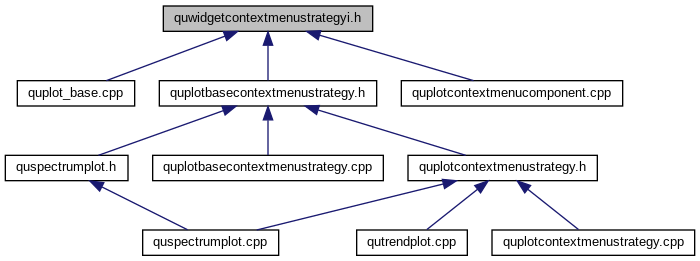 quwidgetcontextmenustrategyi.h
quplot_base.cpp
quplotbasecontextmenustrategy.h
quplotcontextmenucomponent.cpp
quspectrumplot.h
quplotbasecontextmenustrategy.cpp
quplotcontextmenustrategy.h
quspectrumplot.cpp
qutrendplot.cpp
quplotcontextmenustrategy.cpp